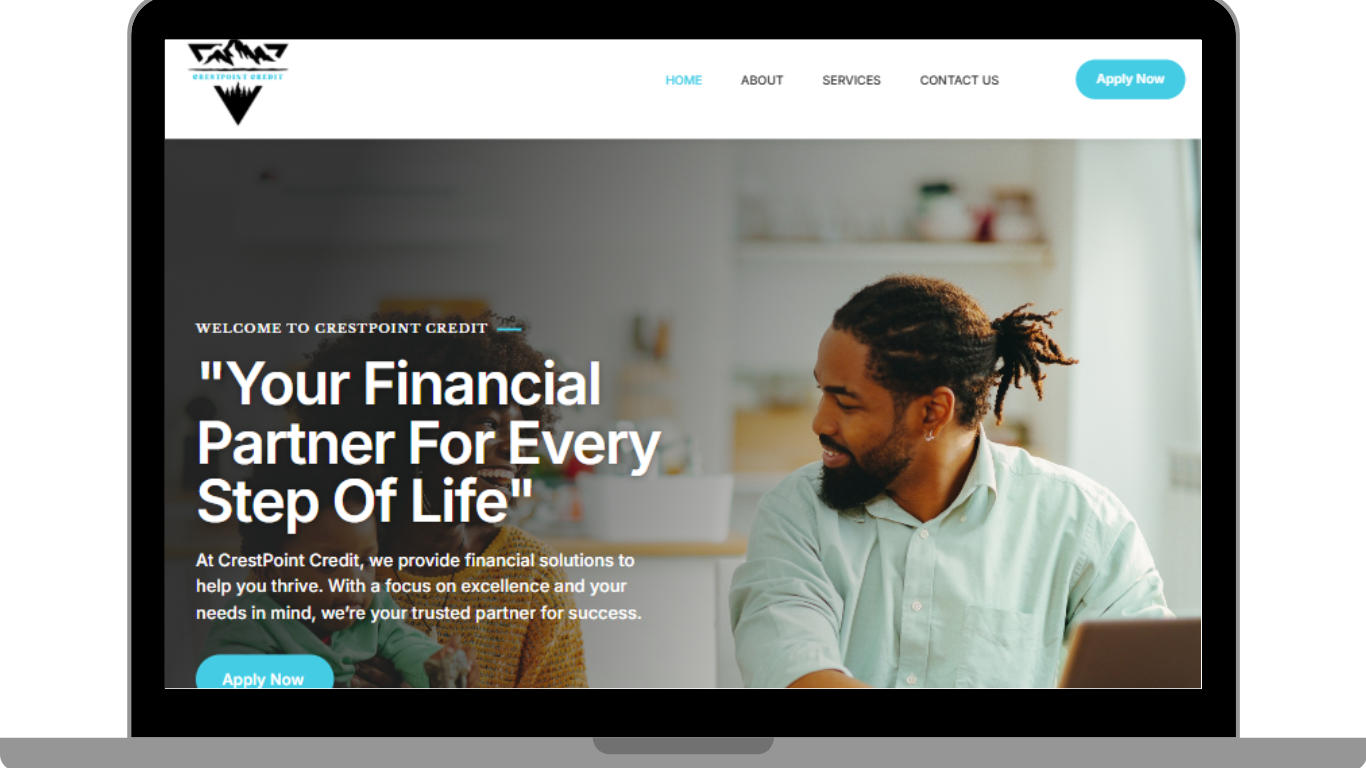 CRESTPOINT CREDIT
HOME ABOUT SERVICES CONTACT US Apply Now
WELCOME TO CRESTPOINT CREDIT
"Your Financial
Partner For Every
Step Of Life"
At CrestPoint Credit, we provide financial solutions to
help you thrive. With a focus on excellence and your
needs in mind, we’re your trusted partner for success.
Apply Now